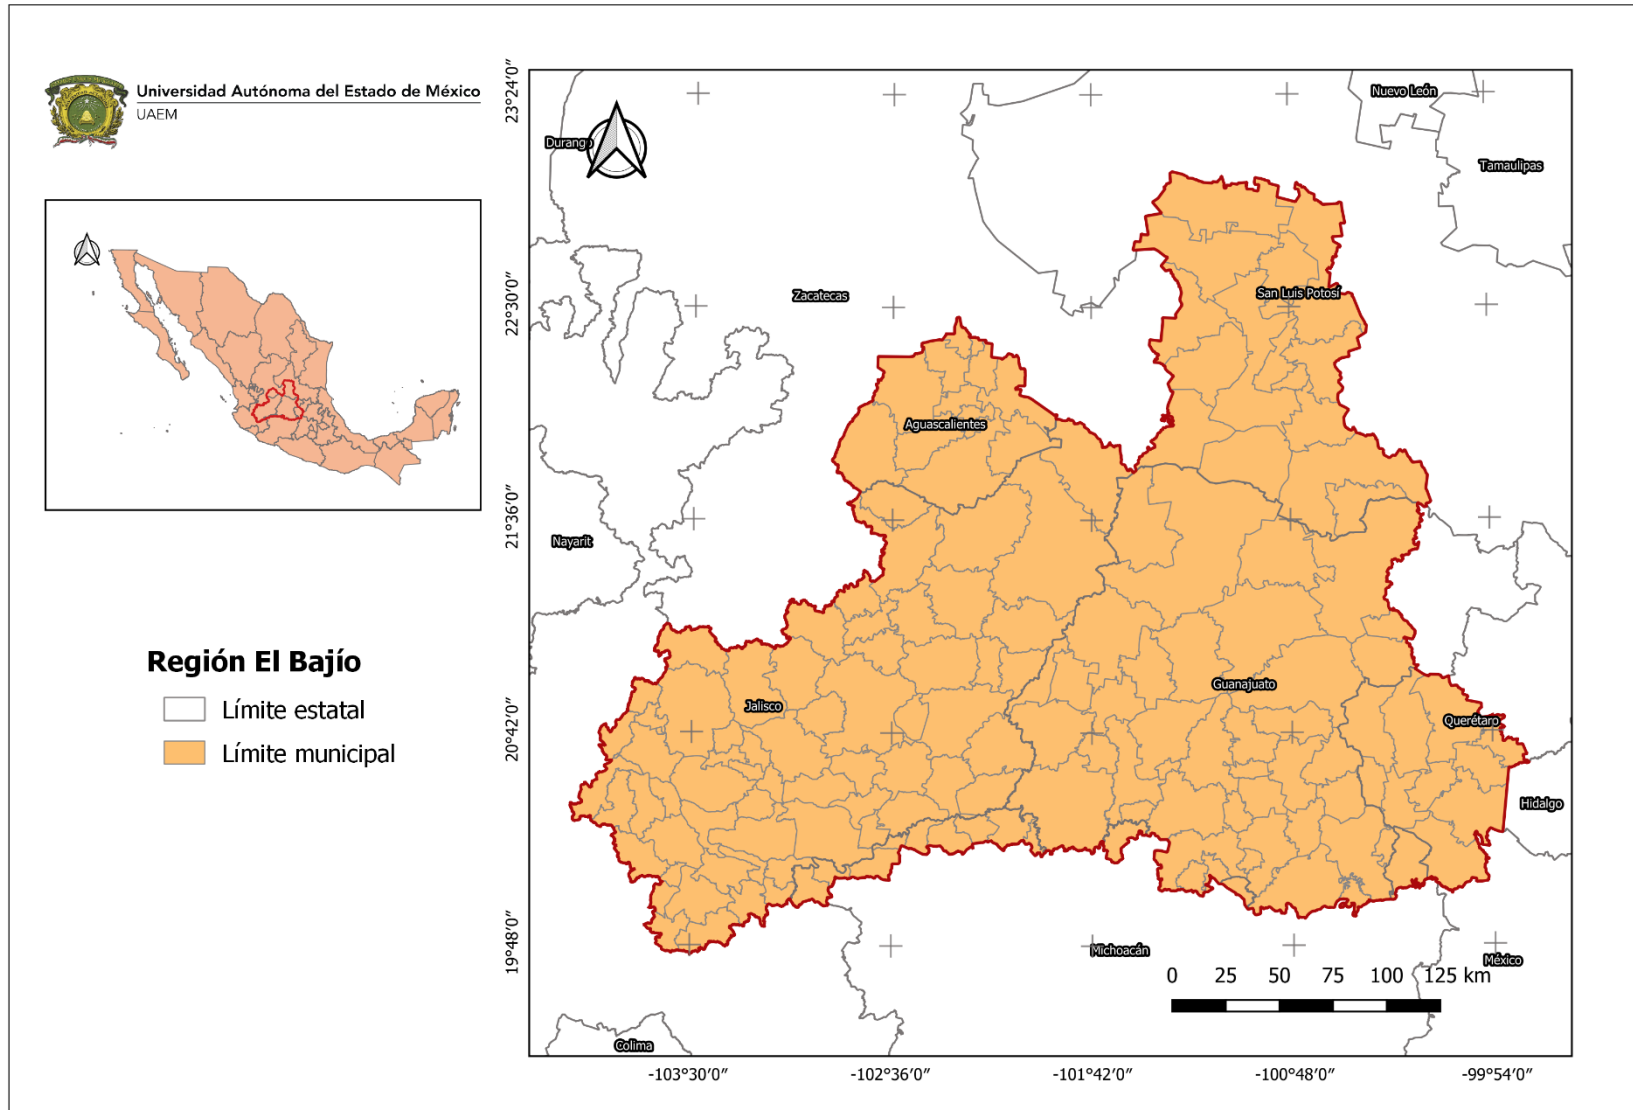 Universidad Autónoma del Estado de México
UAEM
Región El Bajío
Límite estatal
Límite municipal
23°24'0"
22°30'0"
21°36'0"
20°42'0"
19°48'0"
Nuevo León
Durango
Tamaulipas
Zacatecas
San Luis Potosí
Aguascalientes
Nayarit
Guanajuato
Jalisco
Querétaro
Hidalgo
Michoacán
México
0 25 50 75 100 125 km
Colima
-103°30'0" -102°36'0" -101°42'0" -100°48'0" -99°54'0"